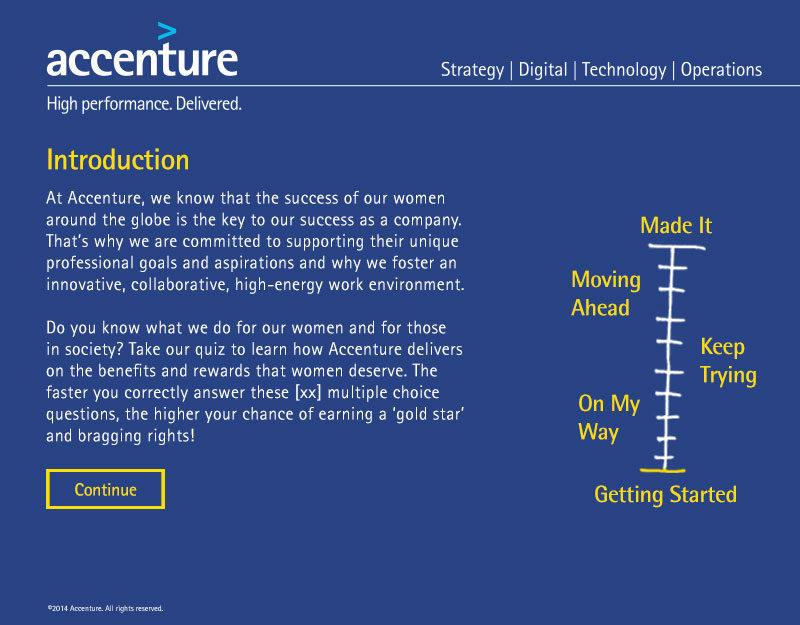 accenture
High performance. Delivered.
Strategy | Digital | Technology | Operations
Introduction
At Accenture, we know that the success of our women
around the globe is the key to our success as a company.
That's why we are committed to supporting their unique
professional goals and aspirations and why we foster an
innovative, collaborative, high-energy work environment.
Do you know what we do for our women and for those
in society? Take our quiz to learn how Accenture delivers
on the benefits and rewards that women deserve. The
faster you correctly answer these [xx] multiple choice
questions, the higher your chance of earning a 'gold star'
and bragging rights!
Continue
Made It
Moving
Ahead
Keep
Trying
On My
Way
Getting Started
©2014 Accenture. All rights reserved.